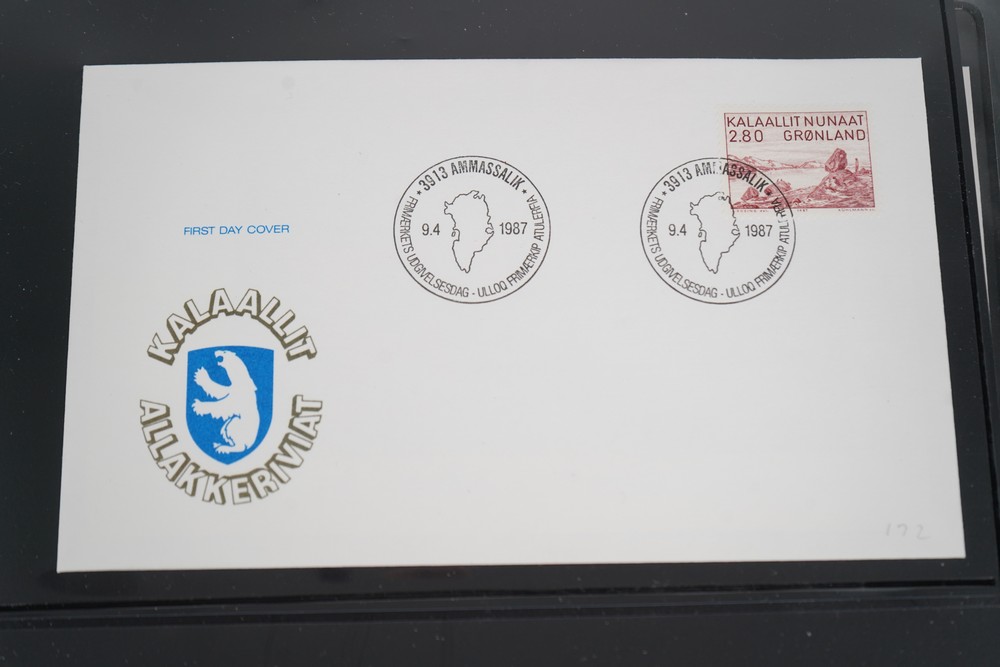 KALAALLIT NUNAAT
2.80 GRØNLAND
3913 AMMASSALIK
9.4 1987
FRIMÆRKETS UDGIVELSESDAG - ULLOQ FRIMÆRKIP ATULERFIA
3913 AMMASSALIK
9.4 1987
FRIMÆRKETS UDGIVELSESDAG - ULLOQ FRIMÆRKIP ATULERFIA
FIRST DAY COVER
KALAALLIT
ALLAKKERIVIAT
172